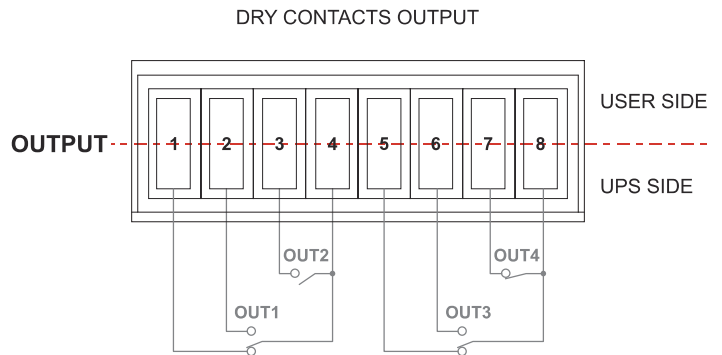 DRY CONTACTS OUTPUT
USER SIDE
OUTPUT 1 2 3 4 5 6 7 8
UPS SIDE
OUT2 OUT4
OUT1 OUT3